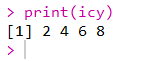 > print(icy)
[1] 2 4 6 8
>